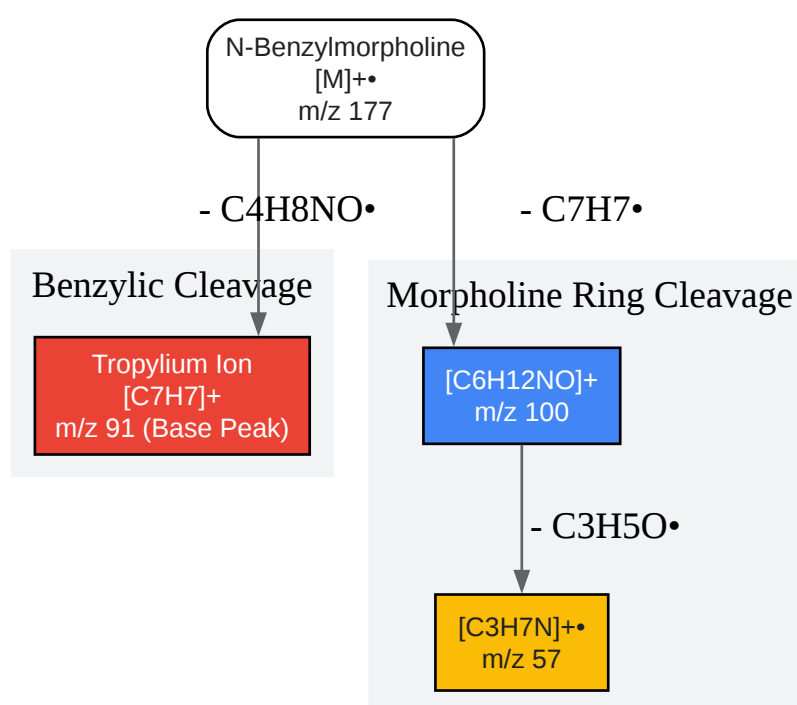 N-Benzylmorpholine
[M]+•
m/z 177
- C4H8NO•
- C7H7•
Benzylic Cleavage
Morpholine Ring Cleavage
Tropylium Ion
[C7H7]+
m/z 91 (Base Peak)
[C6H12NO]+
m/z 100
- C3H5O•
[C3H7N]+•
m/z 57